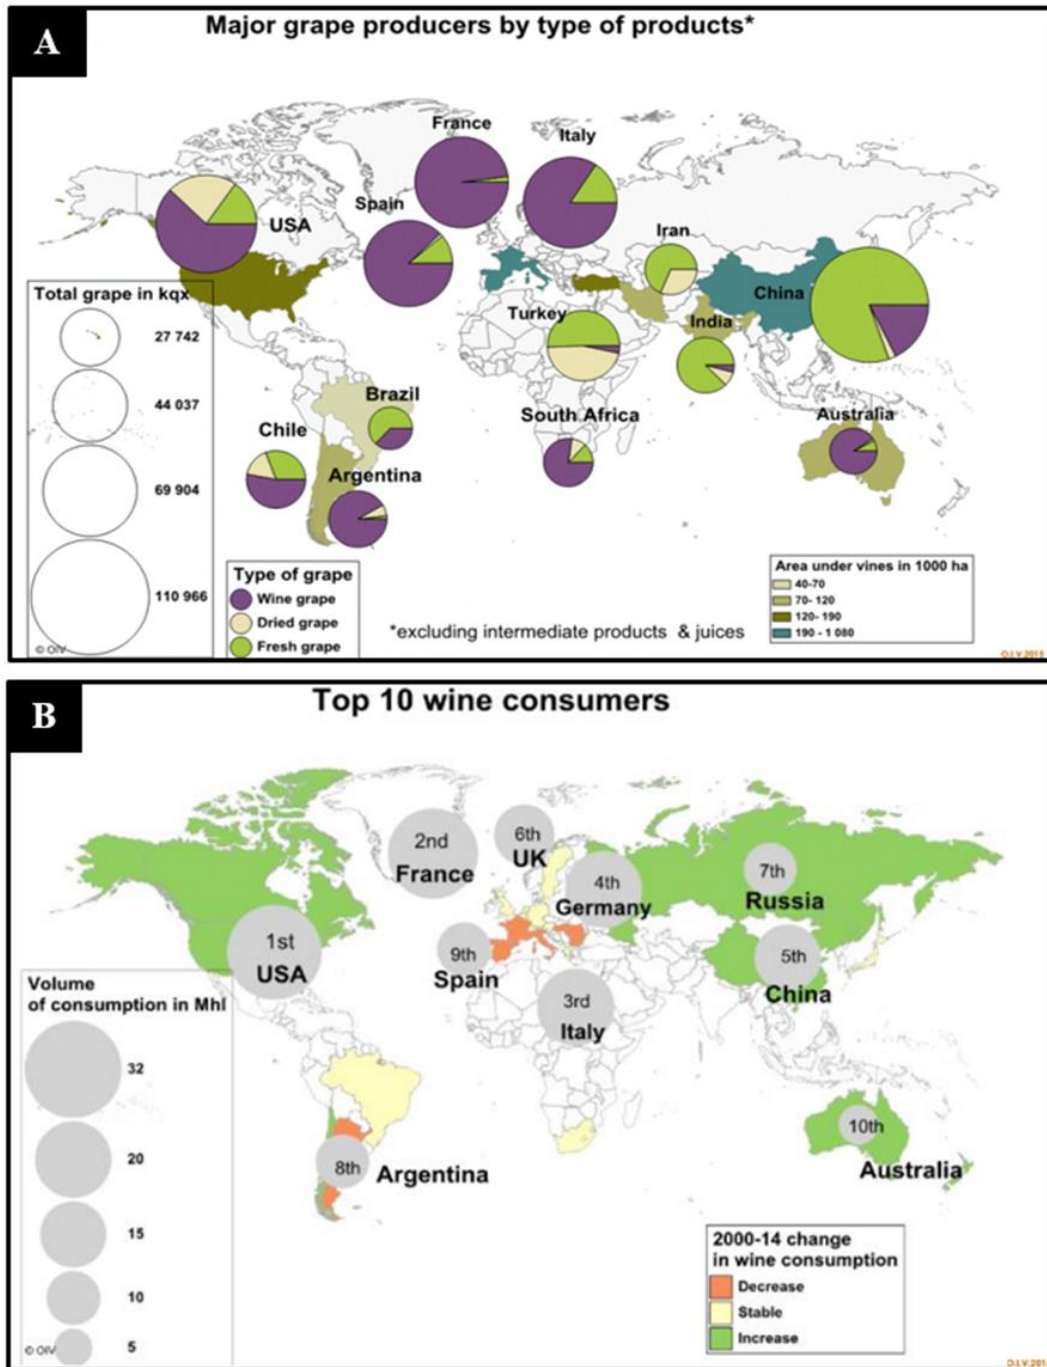 A
Major grape producers by type of products*
France
Italy
Spain
USA
Iran
China
Turkey
India
Brazil
South Africa
Australia
Chile
Argentina
Total grape in kqx
27 742
44 037
69 904
110 966
© OIV
Type of grape
Wine grape
Dried grape
Fresh grape
*excluding intermediate products & juices
Area under vines in 1000 ha
40-70
70- 120
120- 190
190 - 1 080
B
Top 10 wine consumers
2nd
France
6th
UK
4th
Germany
7th
Russia
1st
USA
9th
Spain
5th
China
3rd
Italy
8th
Argentina
10th
Australia
Volume
of consumption in Mhl
32
20
15
10
5
© OIV
2000-14 change
in wine consumption
Decrease
Stable
Increase